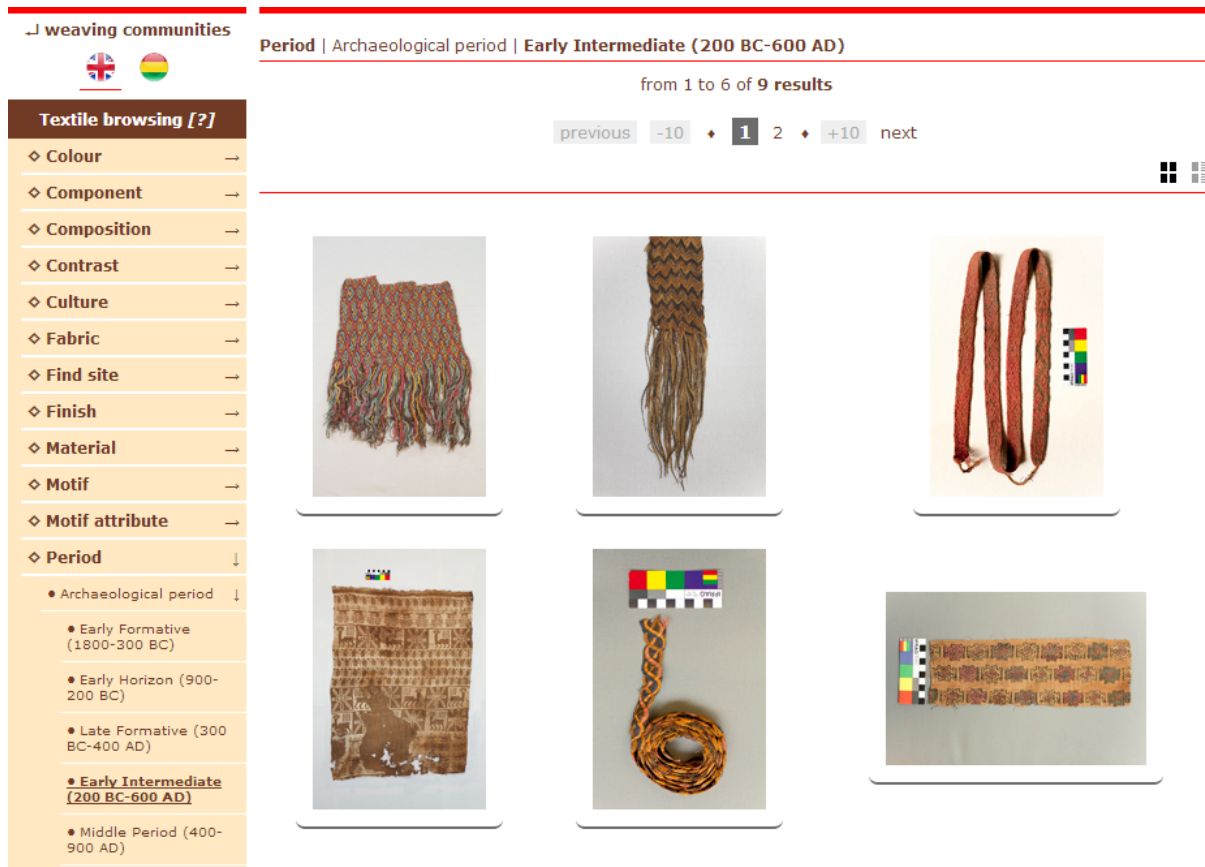 ↵ weaving communities
Textile browsing [?]
◇ Colour →
◇ Component →
◇ Composition →
◇ Contrast →
◇ Culture →
◇ Fabric →
◇ Find site →
◇ Finish →
◇ Material →
◇ Motif →
◇ Motif attribute →
◇ Period ↓
● Archaeological period ↓
● Early Formative
(1800-300 BC)
● Early Horizon (900-
200 BC)
● Late Formative (300
BC-400 AD)
● Early Intermediate
(200 BC-600 AD)
● Middle Period (400-
900 AD)
Period | Archaeological period | Early Intermediate (200 BC-600 AD)
from 1 to 6 of 9 results
previous -10 ♦ 1 2 ♦ +10 next